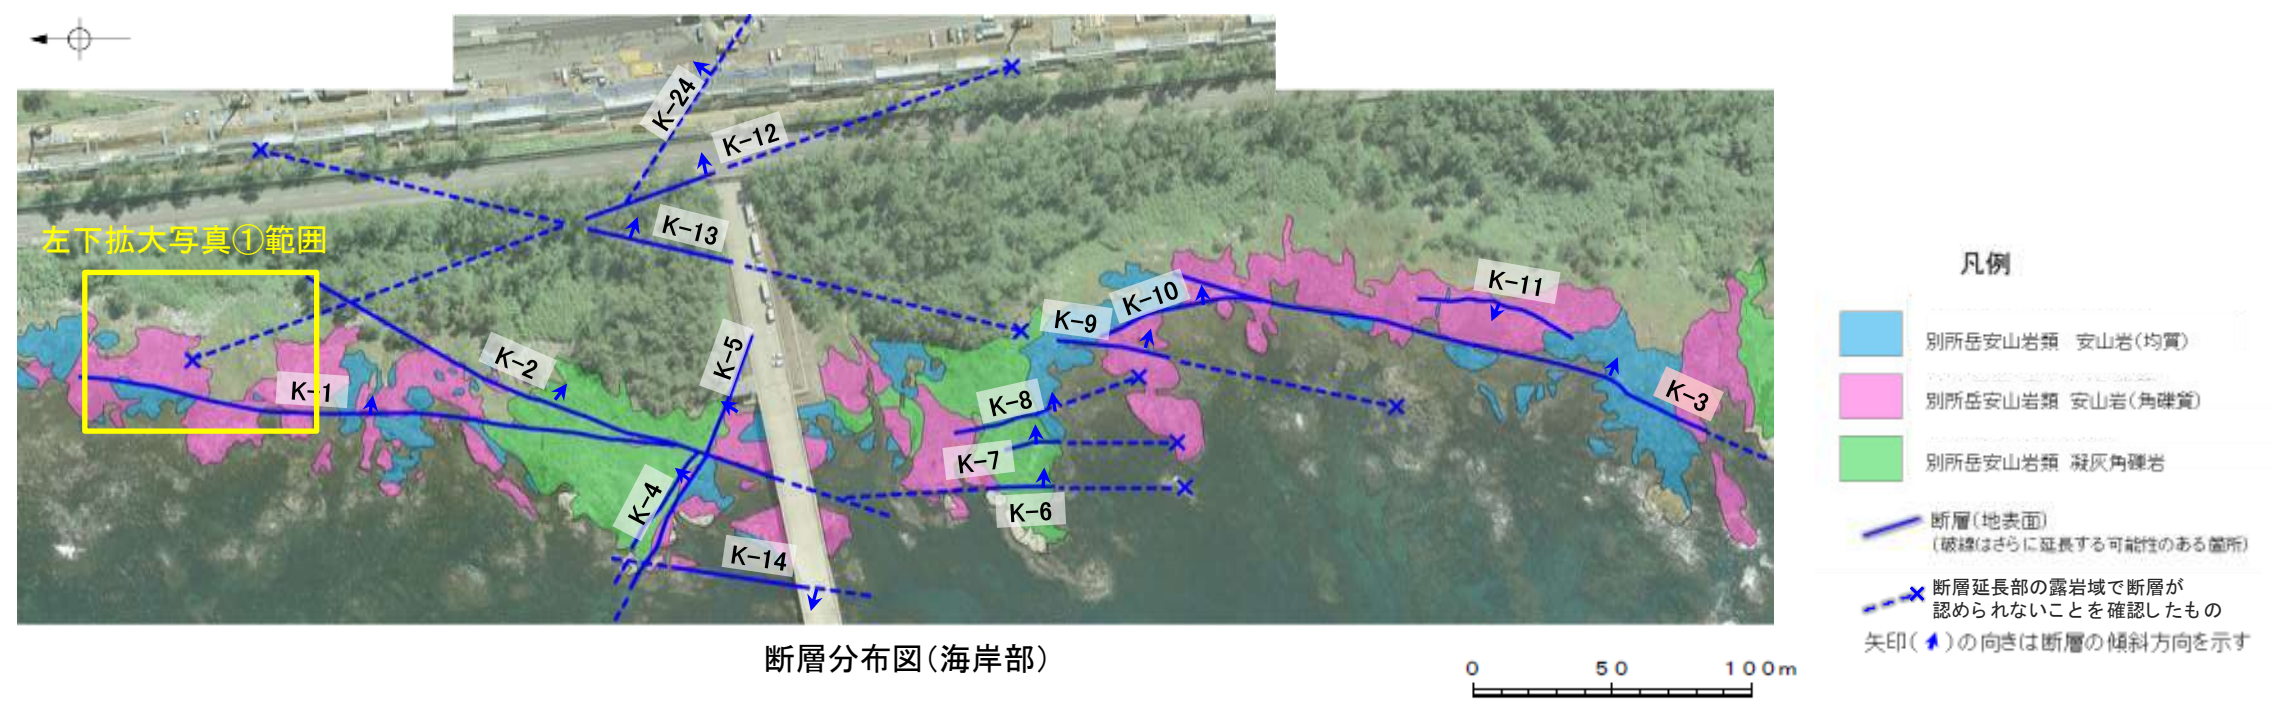 K-24
K-12
K-13
左下拡大写真①範囲
K-11
K-10
K-9
K-5
K-2
K-1
K-8
K-3
K-7
K-4
K-6
K-14
断層分布図(海岸部)
0 50 100m
凡例
別所岳安山岩類 安山岩(均質)
別所岳安山岩類 安山岩(角礫質)
別所岳安山岩類 凝灰角礫岩
断層(地表面)
(破線はさらに延長する可能性のある箇所)
断層延長部の露岩域で断層が
認められないことを確認したもの
矢印( )の向きは断層の傾斜方向を示す